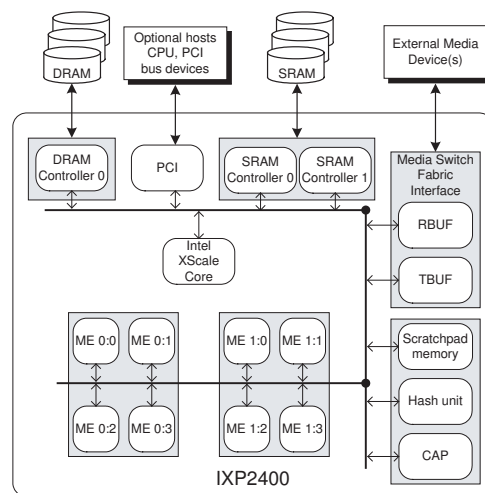 DRAM
Optional hosts
CPU, PCI
bus devices
SRAM
External Media
Device(s)
DRAM
Controller 0
PCI
SRAM
Controller 0
SRAM
Controller 1
Media Switch
Fabric
Interface
RBUF
TBUF
Intel
XScale
Core
ME 0:0
ME 0:1
ME 1:0
ME 1:1
ME 0:2
ME 0:3
ME 1:2
ME 1:3
Scratchpad
memory
Hash unit
CAP
IXP2400